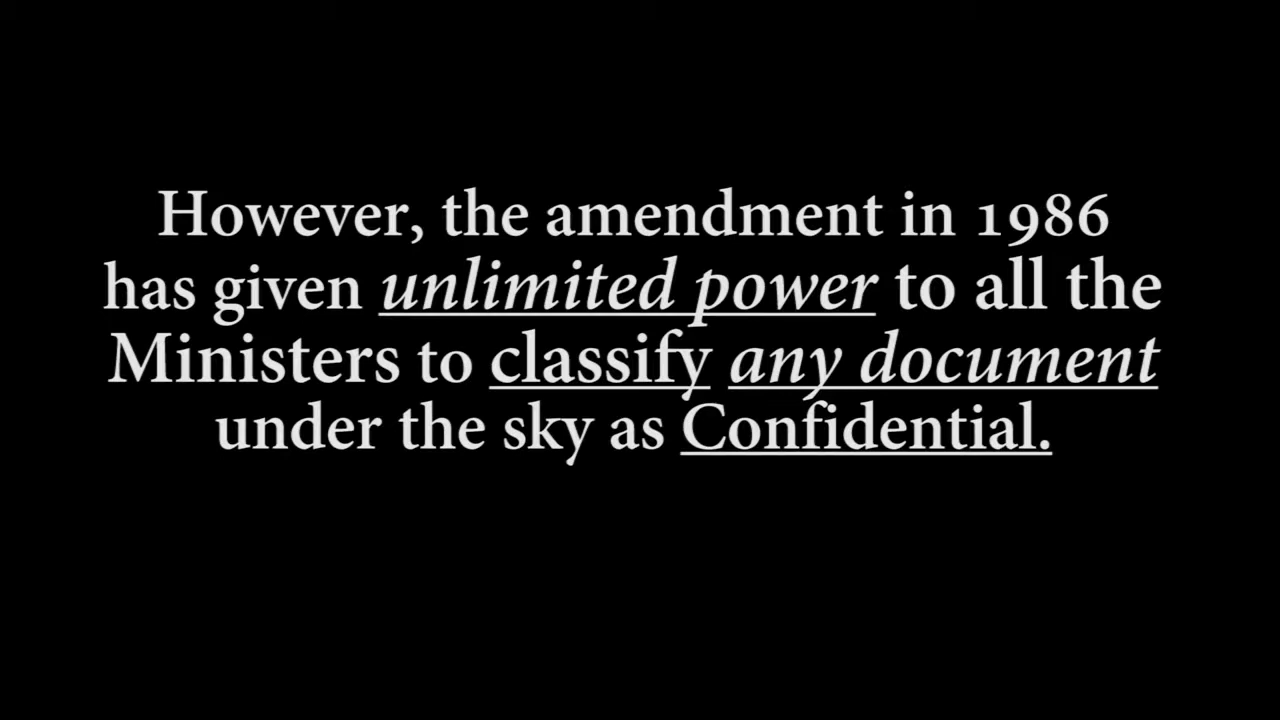 However, the amendment in 1986
has given unlimited power to all the
Ministers to classify any document
under the sky as Confidential.